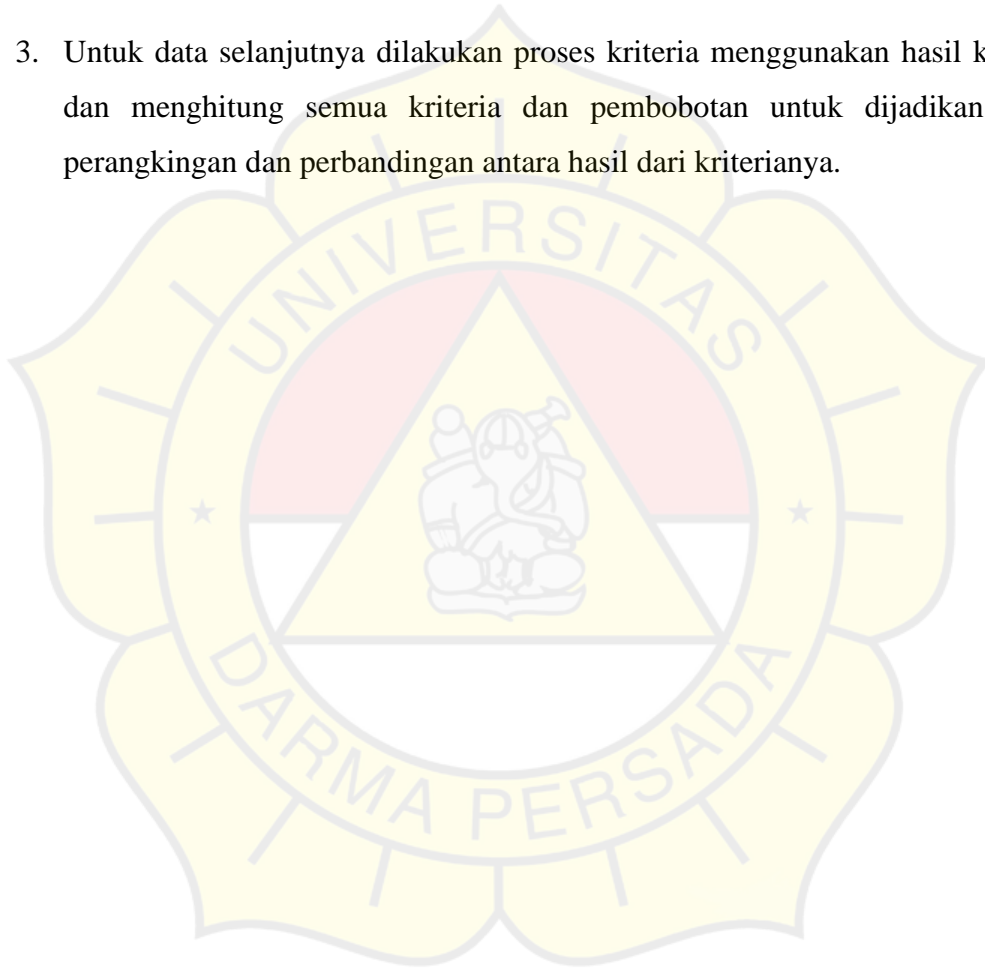 3. Untuk data selanjutnya dilakukan proses kriteria menggunakan hasil
dan menghitung semua kriteria dan pembobotan untuk dijadikan
perangkingan dan perbandingan antara hasil dari kriterianya.
UNIVERSITAS
DARMA PERSADA